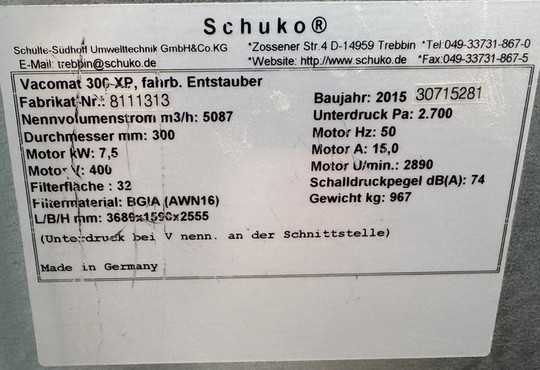 Schuko®
Schulte-Südhoff Umwelttechnik GmbH&Co.KG *Zossener Str.4 D-14959 Trebbin *Tel:049-33731-867-0
E-Mail: trebbin@schuko.de *Website: http://www.schuko.de *Fax:049-33731-867-5
Vacomat 300-XP, fahrb. Entstauber
Fabrikat-Nr.: 8111313 Baujahr: 2015 30715281
Nennvolumenstrom m3/h: 5087 Unterdruck Pa: 2.700
Durchmesser mm: 300 Motor Hz: 50
Motor kW: 7,5 Motor A: 15,0
Motor V: 400 Motor U/min.: 2890
Filterfläche : 32 Schalldruckpegel dB(A): 74
Filtermaterial: BGIA (AWN16) Gewicht kg: 967
L/B/H mm: 3689x1590x2555
(Unterdruck bei V nenn. an der Schnittstelle)
Made in Germany